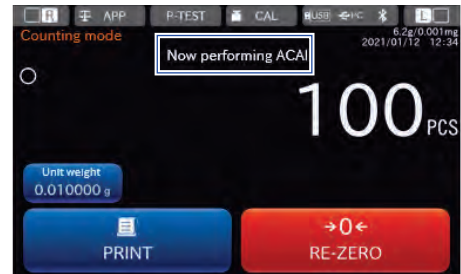 R APP P-TEST CAL USB PC L
Counting mode
6.2g/0.001mg
2021/01/12 12:34
Now performing ACAI
100 PCS
Unit weight
0.010000 g
PRINT
→0←
RE-ZERO